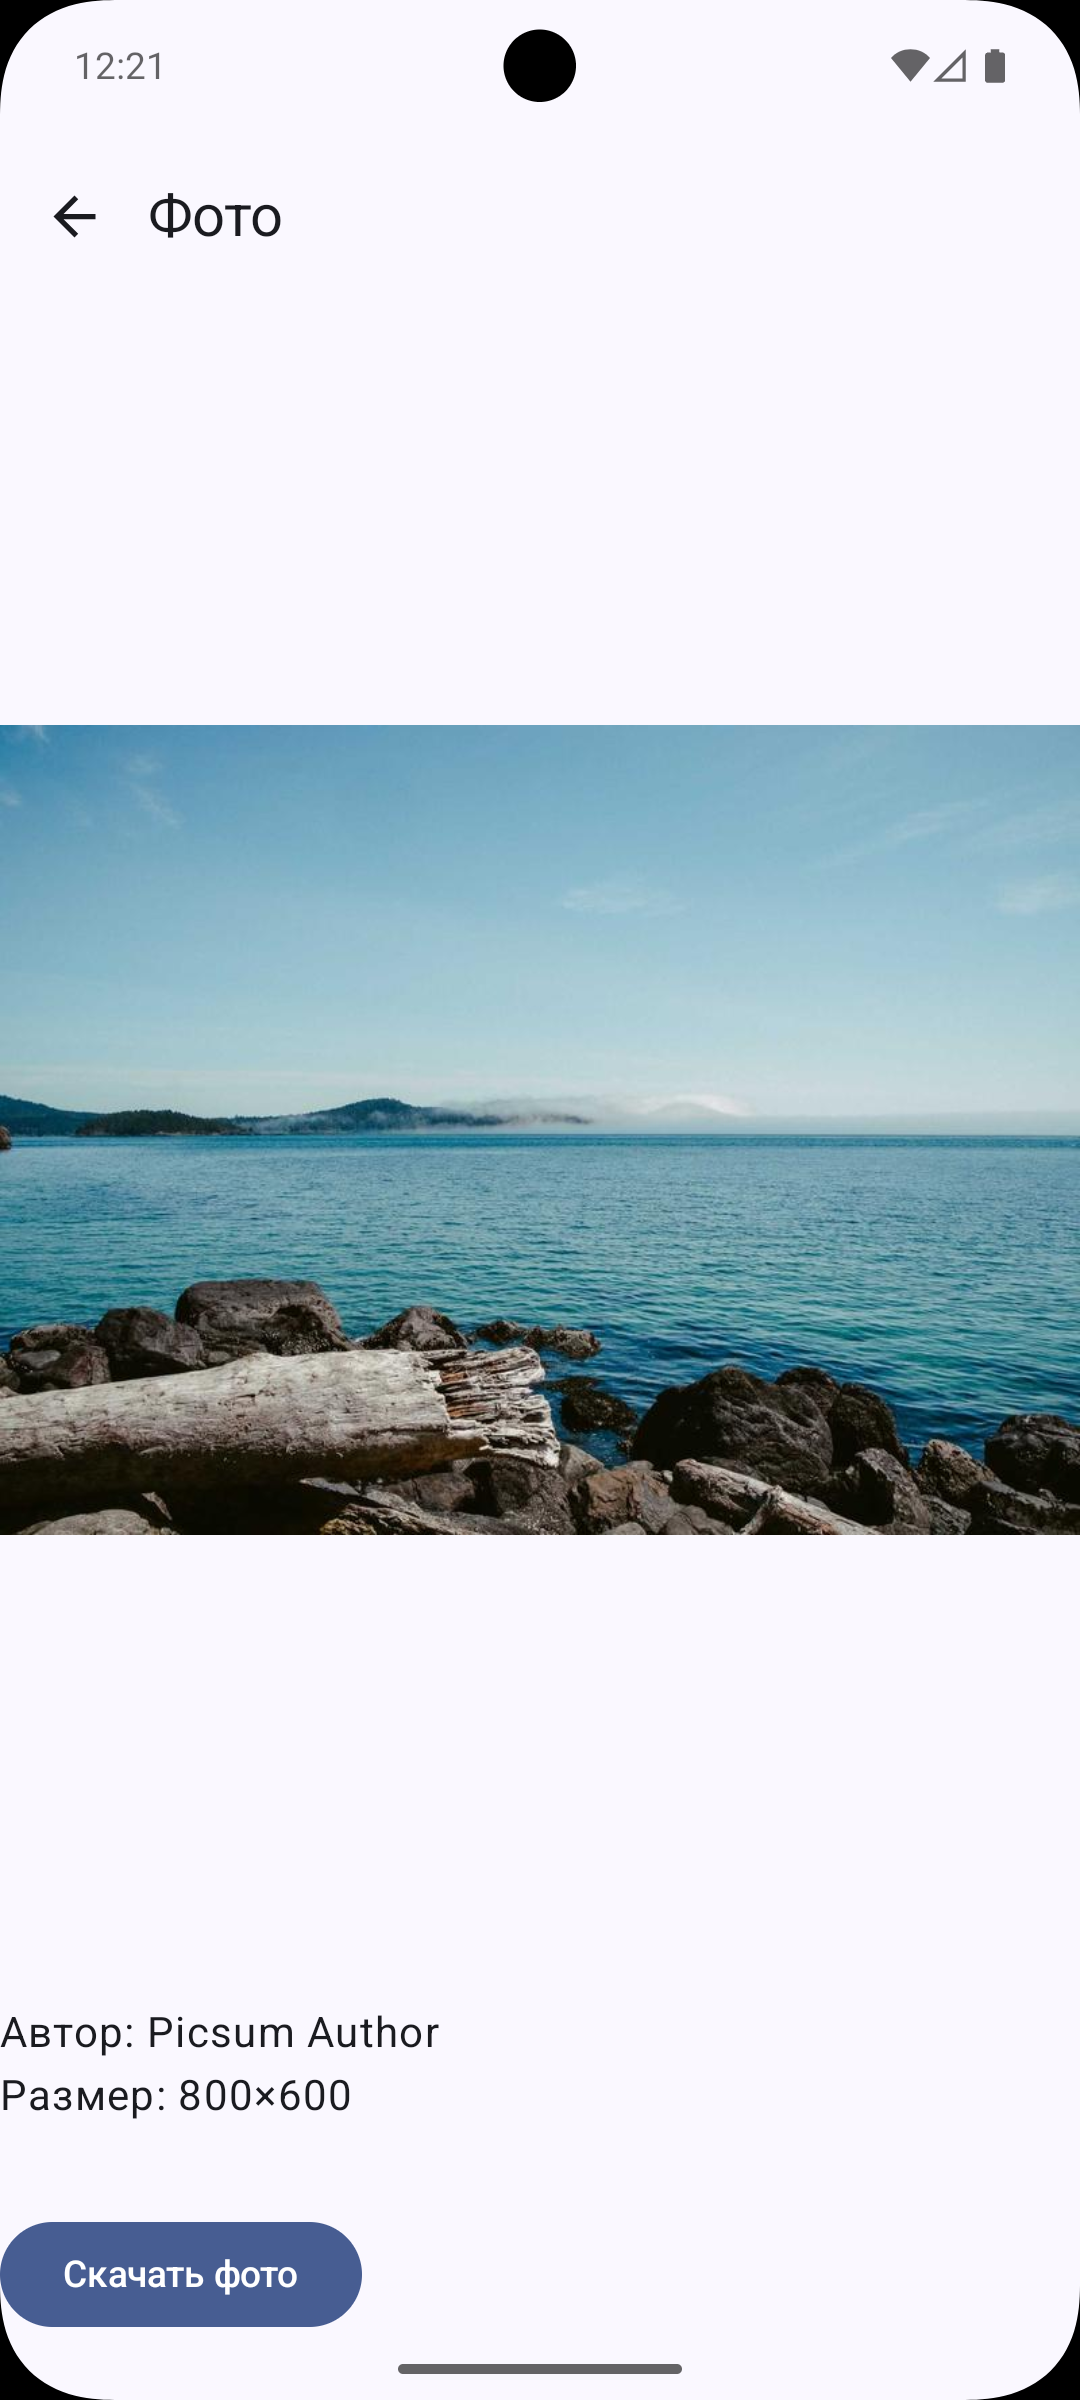 12:21
Фото
Автор: Picsum Author
Размер: 800×600
Скачать фото